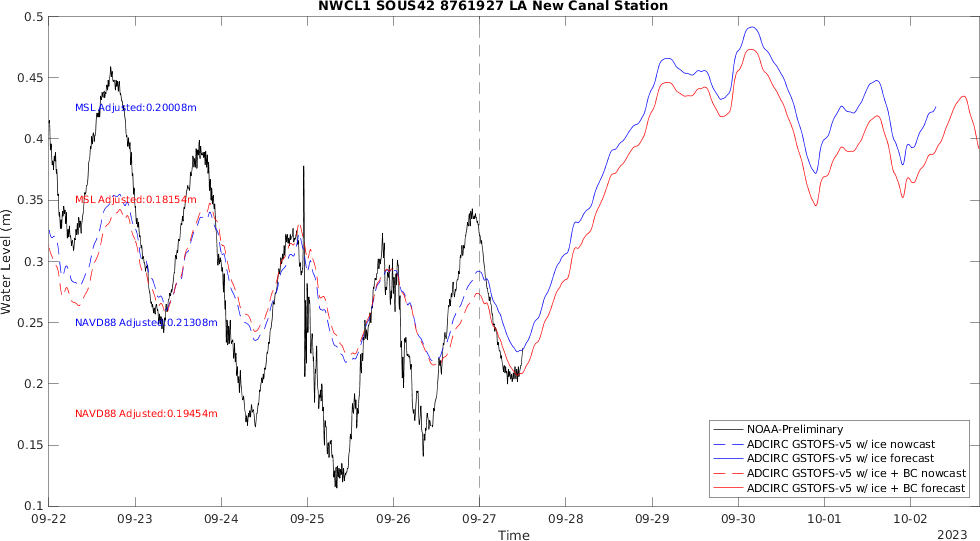 NWCL1 SOUS42 8761927 LA New Canal Station
0.5
0.45
MSL Adjusted:0.20008m
0.4
0.35
MSL Adjusted:0.18154m
Water Level (m)
0.3
0.25
NAVD88 Adjusted:0.21308m
0.2
NAVD88 Adjusted:0.19454m
0.15
0.1
NOAA-Preliminary
ADCIRC GSTOFS-v5 w/ ice nowcast
ADCIRC GSTOFS-v5 w/ ice forecast
ADCIRC GSTOFS-v5 w/ ice + BC nowcast
ADCIRC GSTOFS-v5 w/ ice + BC forecast
09-22 09-23 09-24 09-25 09-26 09-27 09-28 09-29 09-30 10-01 10-02
Time
2023